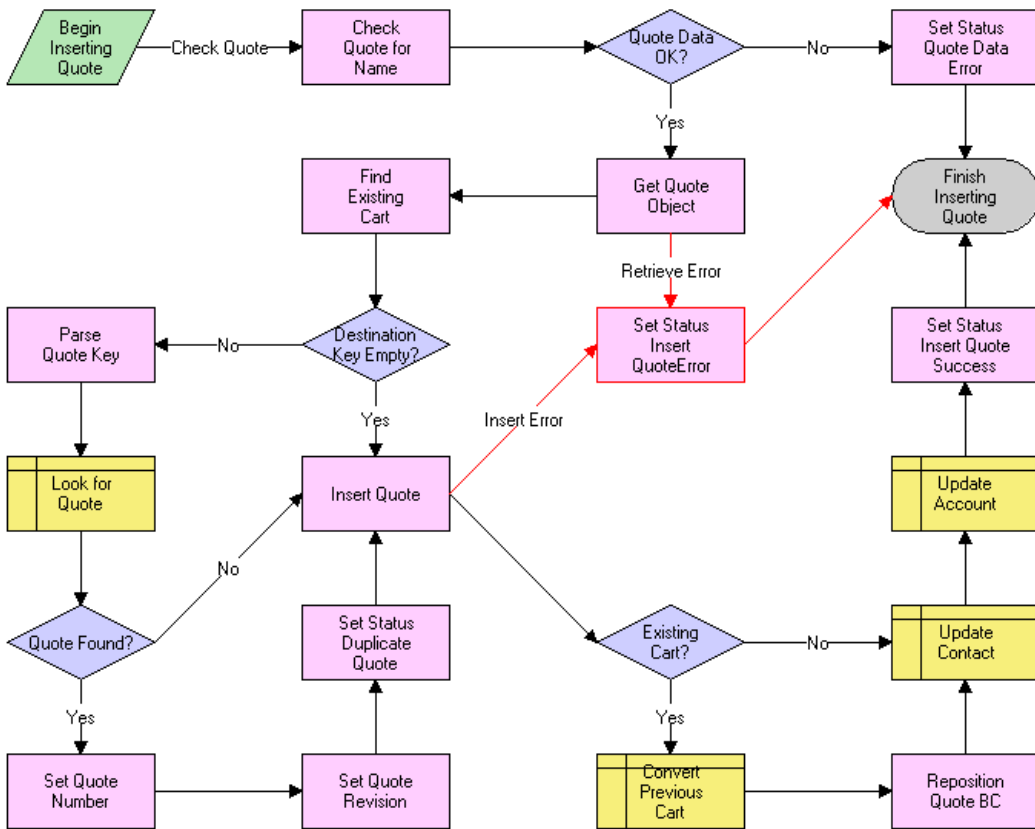 Begin
Inserting
Quote
Check Quote
Check
Quote for
Name
Quote Data
OK?
No
Set Status
Quote Data
Error
Yes
Find
Existing
Cart
Get Quote
Object
Finish
Inserting
Quote
Retrieve Error
Parse
Quote Key
No
Destination
Key Empty?
Set Status
Insert
QuoteError
Set Status
Insert Quote
Success
Yes
Insert Error
Look for
Quote
Insert Quote
Update
Account
No
Quote Found?
Set Status
Duplicate
Quote
Existing
Cart?
No
Update
Contact
Yes
Yes
Set Quote
Number
Set Quote
Revision
Convert
Previous
Cart
Reposition
Quote BC